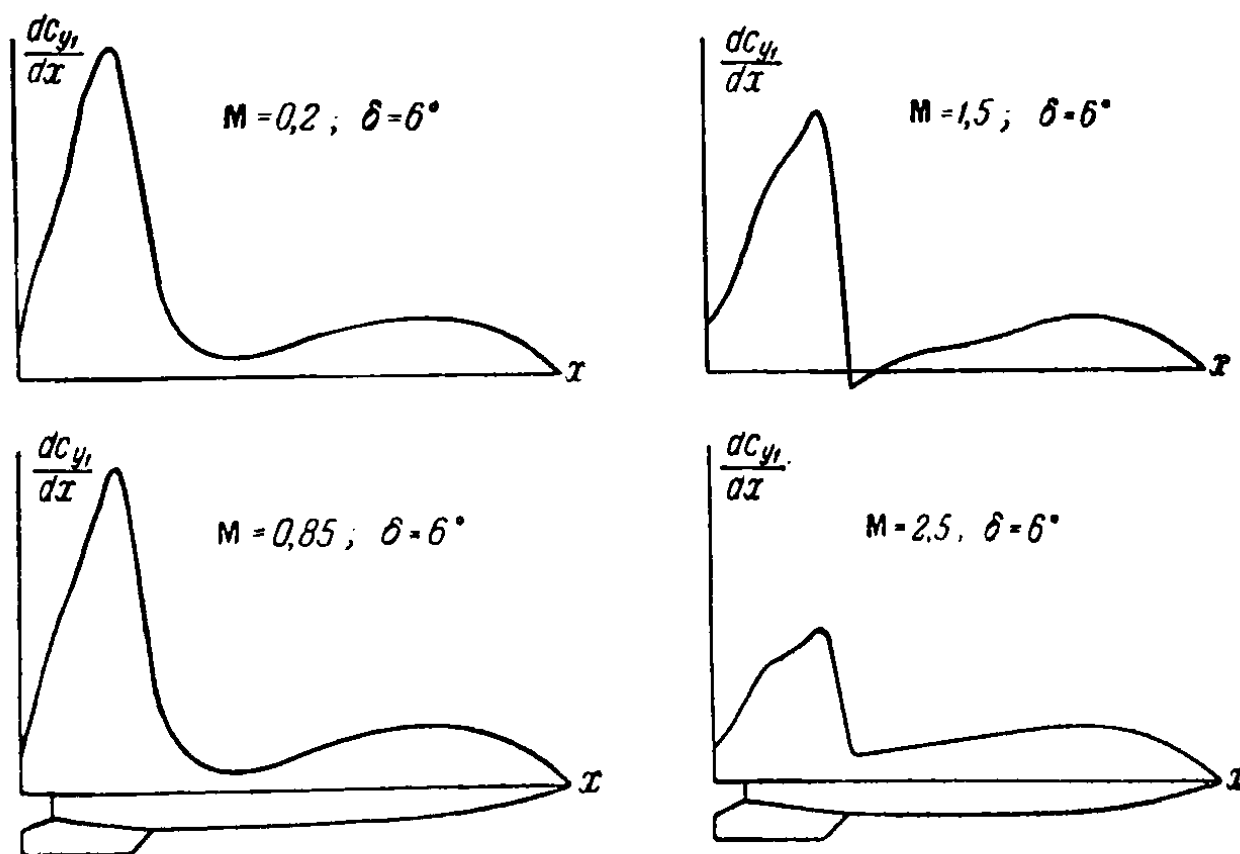 dC_y₁/dx
M = 0,2 ; δ = 6°
x
dC_y₁/dx
M = 1,5 ; δ = 6°
x
dC_y₁/dx
M = 0,85 ; δ = 6°
x
dC_y₁/dx
M = 2,5, δ = 6°
x